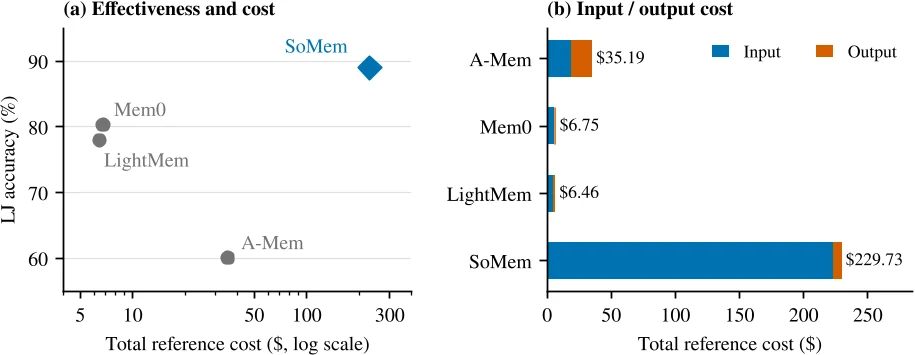 (a) Effectiveness and cost
LJ accuracy (%)
90
80
70
60
SoMem
Mem0
LightMem
A-Mem
5 10 50 100 300
Total reference cost ($, log scale)
(b) Input / output cost
Input Output
A-Mem $35.19
Mem0 $6.75
LightMem $6.46
SoMem $229.73
0 50 100 150 200 250
Total reference cost ($)